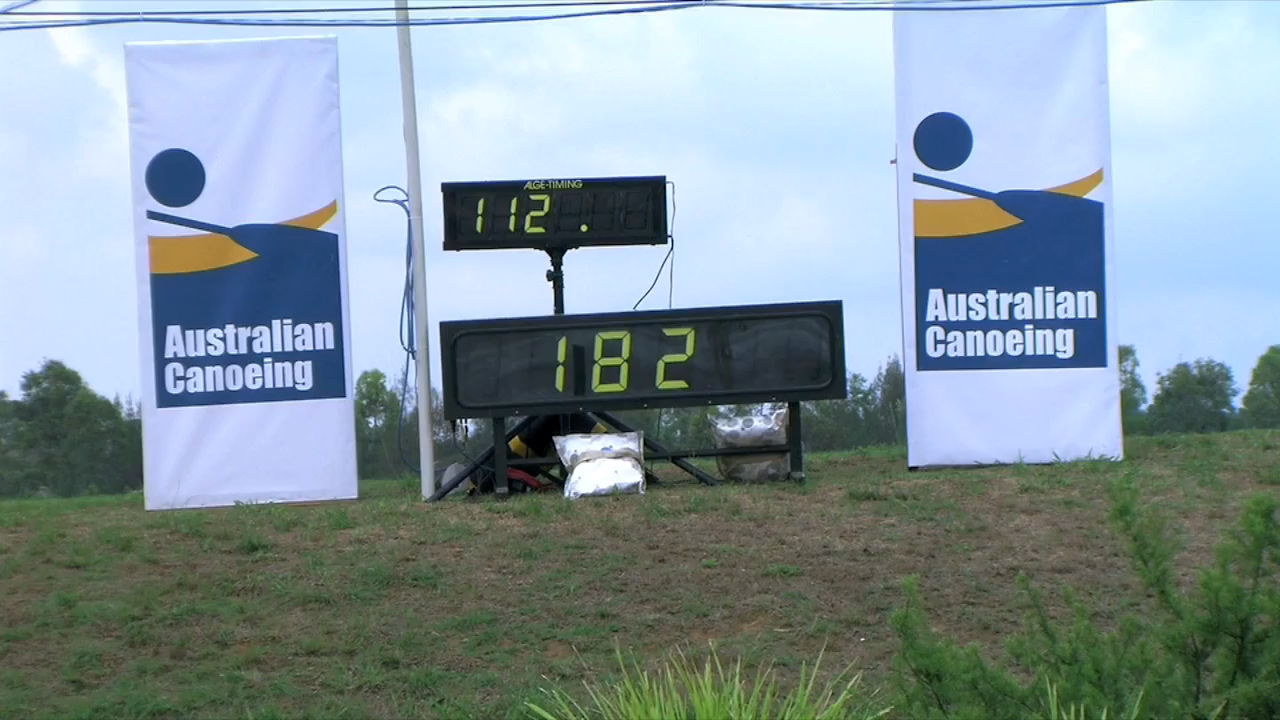 ALGE-TIMING
112.
182
Australian
Canoeing
Australian
Canoeing